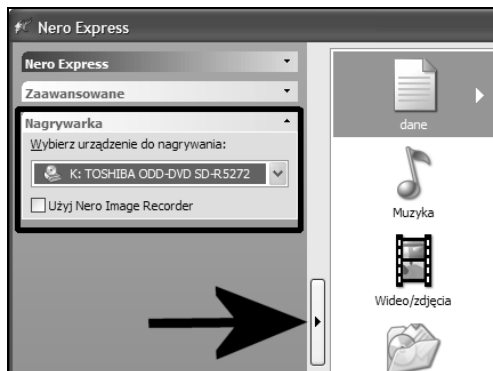 Nero Express
Nero Express
Zaawansowane
Nagrywarka
Wybierz urządzenie do nagrywania:
K: TOSHIBA ODD-DVD SD-R5272
Użyj Nero Image Recorder
dane
Muzyka
Wideo/zdjęcia